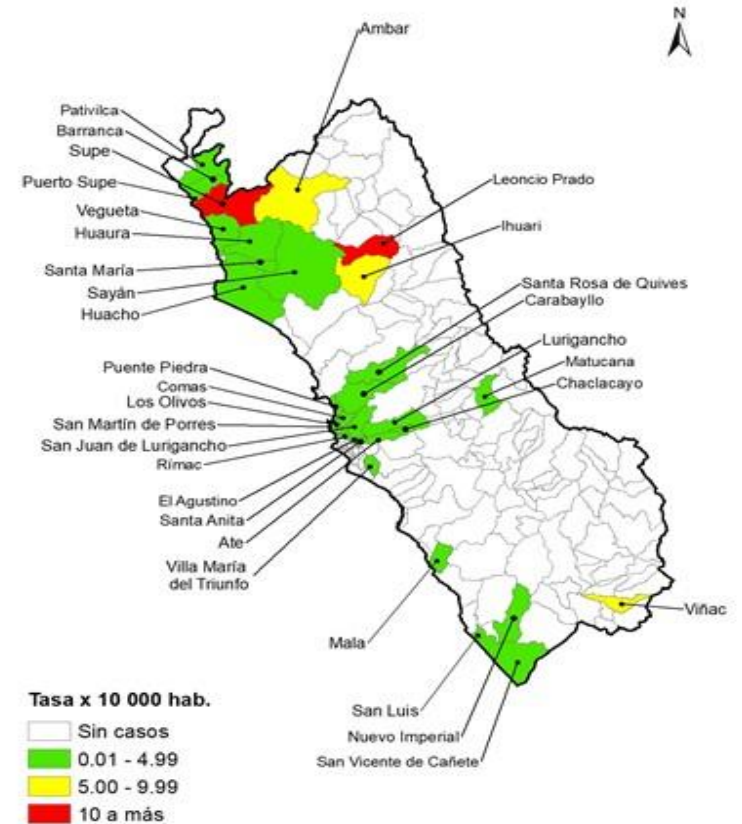 N
Ambar
Pativilca
Barranca
Supe
Puerto Supe
Vegueta
Huaura
Santa María
Sayán
Huacho
Leoncio Prado
Ihuari
Santa Rosa de Quives
Carabayllo
Lurigancho
Matucana
Chaclacayo
Puente Piedra
Comas
Los Olivos
San Martín de Porres
San Juan de Lurigancho
Rímac
El Agustino
Santa Anita
Ate
Villa María
del Triunfo
Mala
Viñac
San Luis
Nuevo Imperial
San Vicente de Cañete
Tasa x 10 000 hab.
Sin casos
0.01 - 4.99
5.00 - 9.99
10 a más